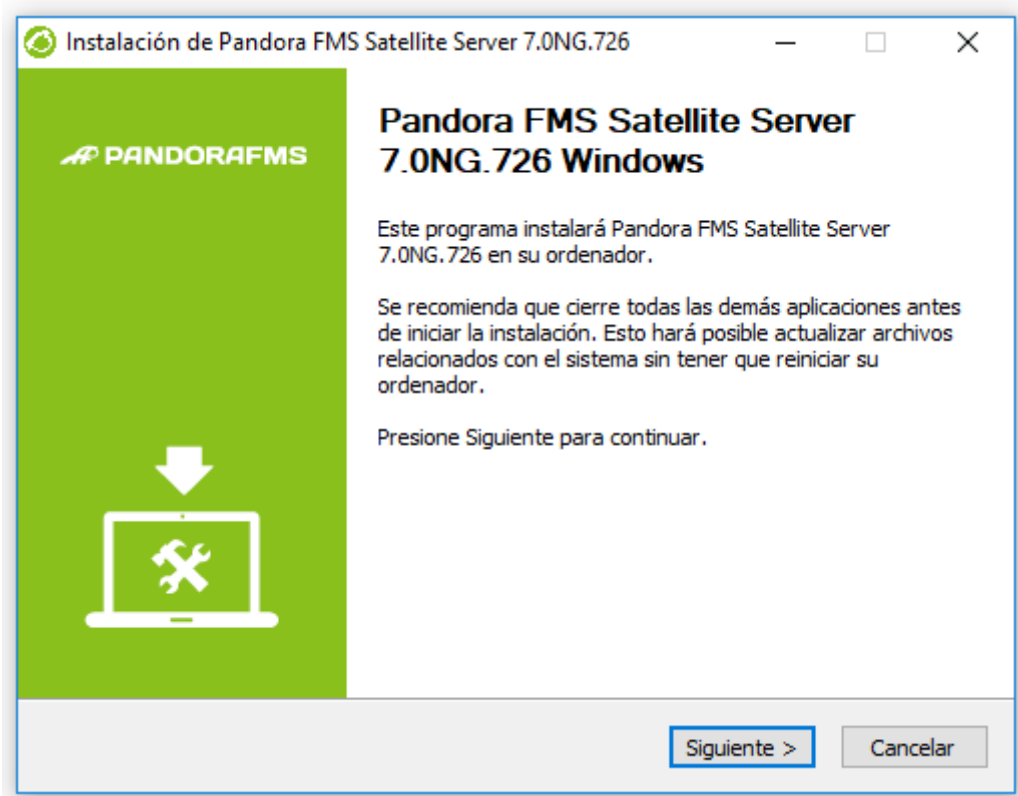 Instalación de Pandora FMS Satellite Server 7.0NG.726
PANDORAFMS
Pandora FMS Satellite Server
7.0NG.726 Windows
Este programa instalará Pandora FMS Satellite Server
7.0NG.726 en su ordenador.
Se recomienda que cierre todas las demás aplicaciones antes
de iniciar la instalación. Esto hará posible actualizar archivos
relacionados con el sistema sin tener que reiniciar su
ordenador.
Presione Siguiente para continuar.
Siguiente >
Cancelar